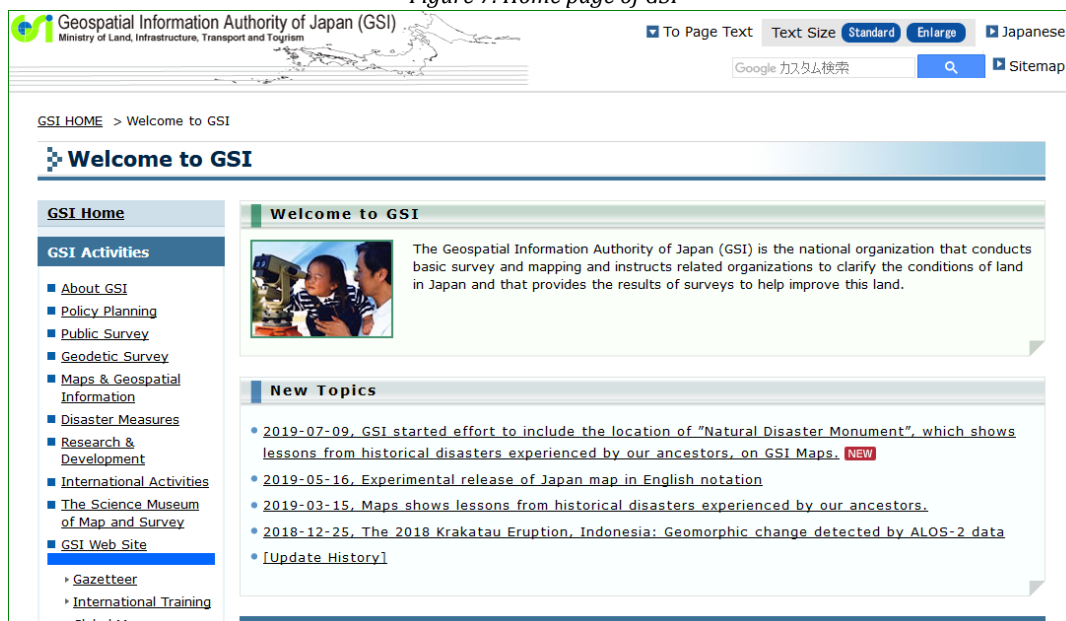 Figure 7. Home page of GSI
Geospatial Information Authority of Japan (GSI)
Ministry of Land, Infrastructure, Transport and Tourism
To Page Text Text Size Standard Enlarge Japanese
Google カスタム検索 Sitemap
GSI HOME > Welcome to GSI
Welcome to GSI
GSI Home
GSI Activities
About GSI
Policy Planning
Public Survey
Geodetic Survey
Maps & Geospatial
Information
Disaster Measures
Research &
Development
International Activities
The Science Museum
of Map and Survey
GSI Web Site
Gazetteer
International Training
Welcome to GSI
The Geospatial Information Authority of Japan (GSI) is the national organization that conducts
basic survey and mapping and instructs related organizations to clarify the conditions of land
in Japan and that provides the results of surveys to help improve this land.
New Topics
2019-07-09, GSI started effort to include the location of "Natural Disaster Monument", which shows
lessons from historical disasters experienced by our ancestors, on GSI Maps. NEW
2019-05-16, Experimental release of Japan map in English notation
2019-03-15, Maps shows lessons from historical disasters experienced by our ancestors.
2018-12-25, The 2018 Krakatau Eruption, Indonesia: Geomorphic change detected by ALOS-2 data
[Update History]